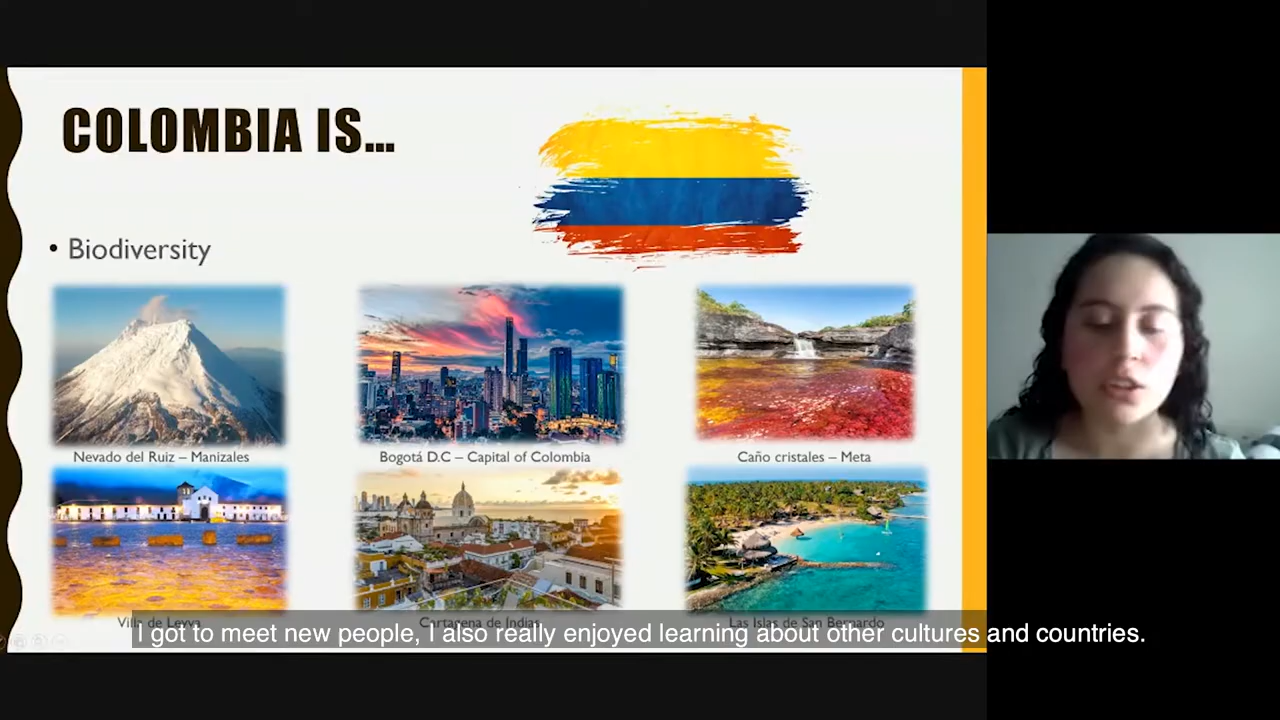 COLOMBIA IS...
• Biodiversity
Nevado del Ruiz – Manizales
Bogotá D.C – Capital of Colombia
Caño cristales – Meta
Villa de Leyva
Cartagena de Indias
Las Islas de San Bernardo
I got to meet new people, I also really enjoyed learning about other cultures and countries.